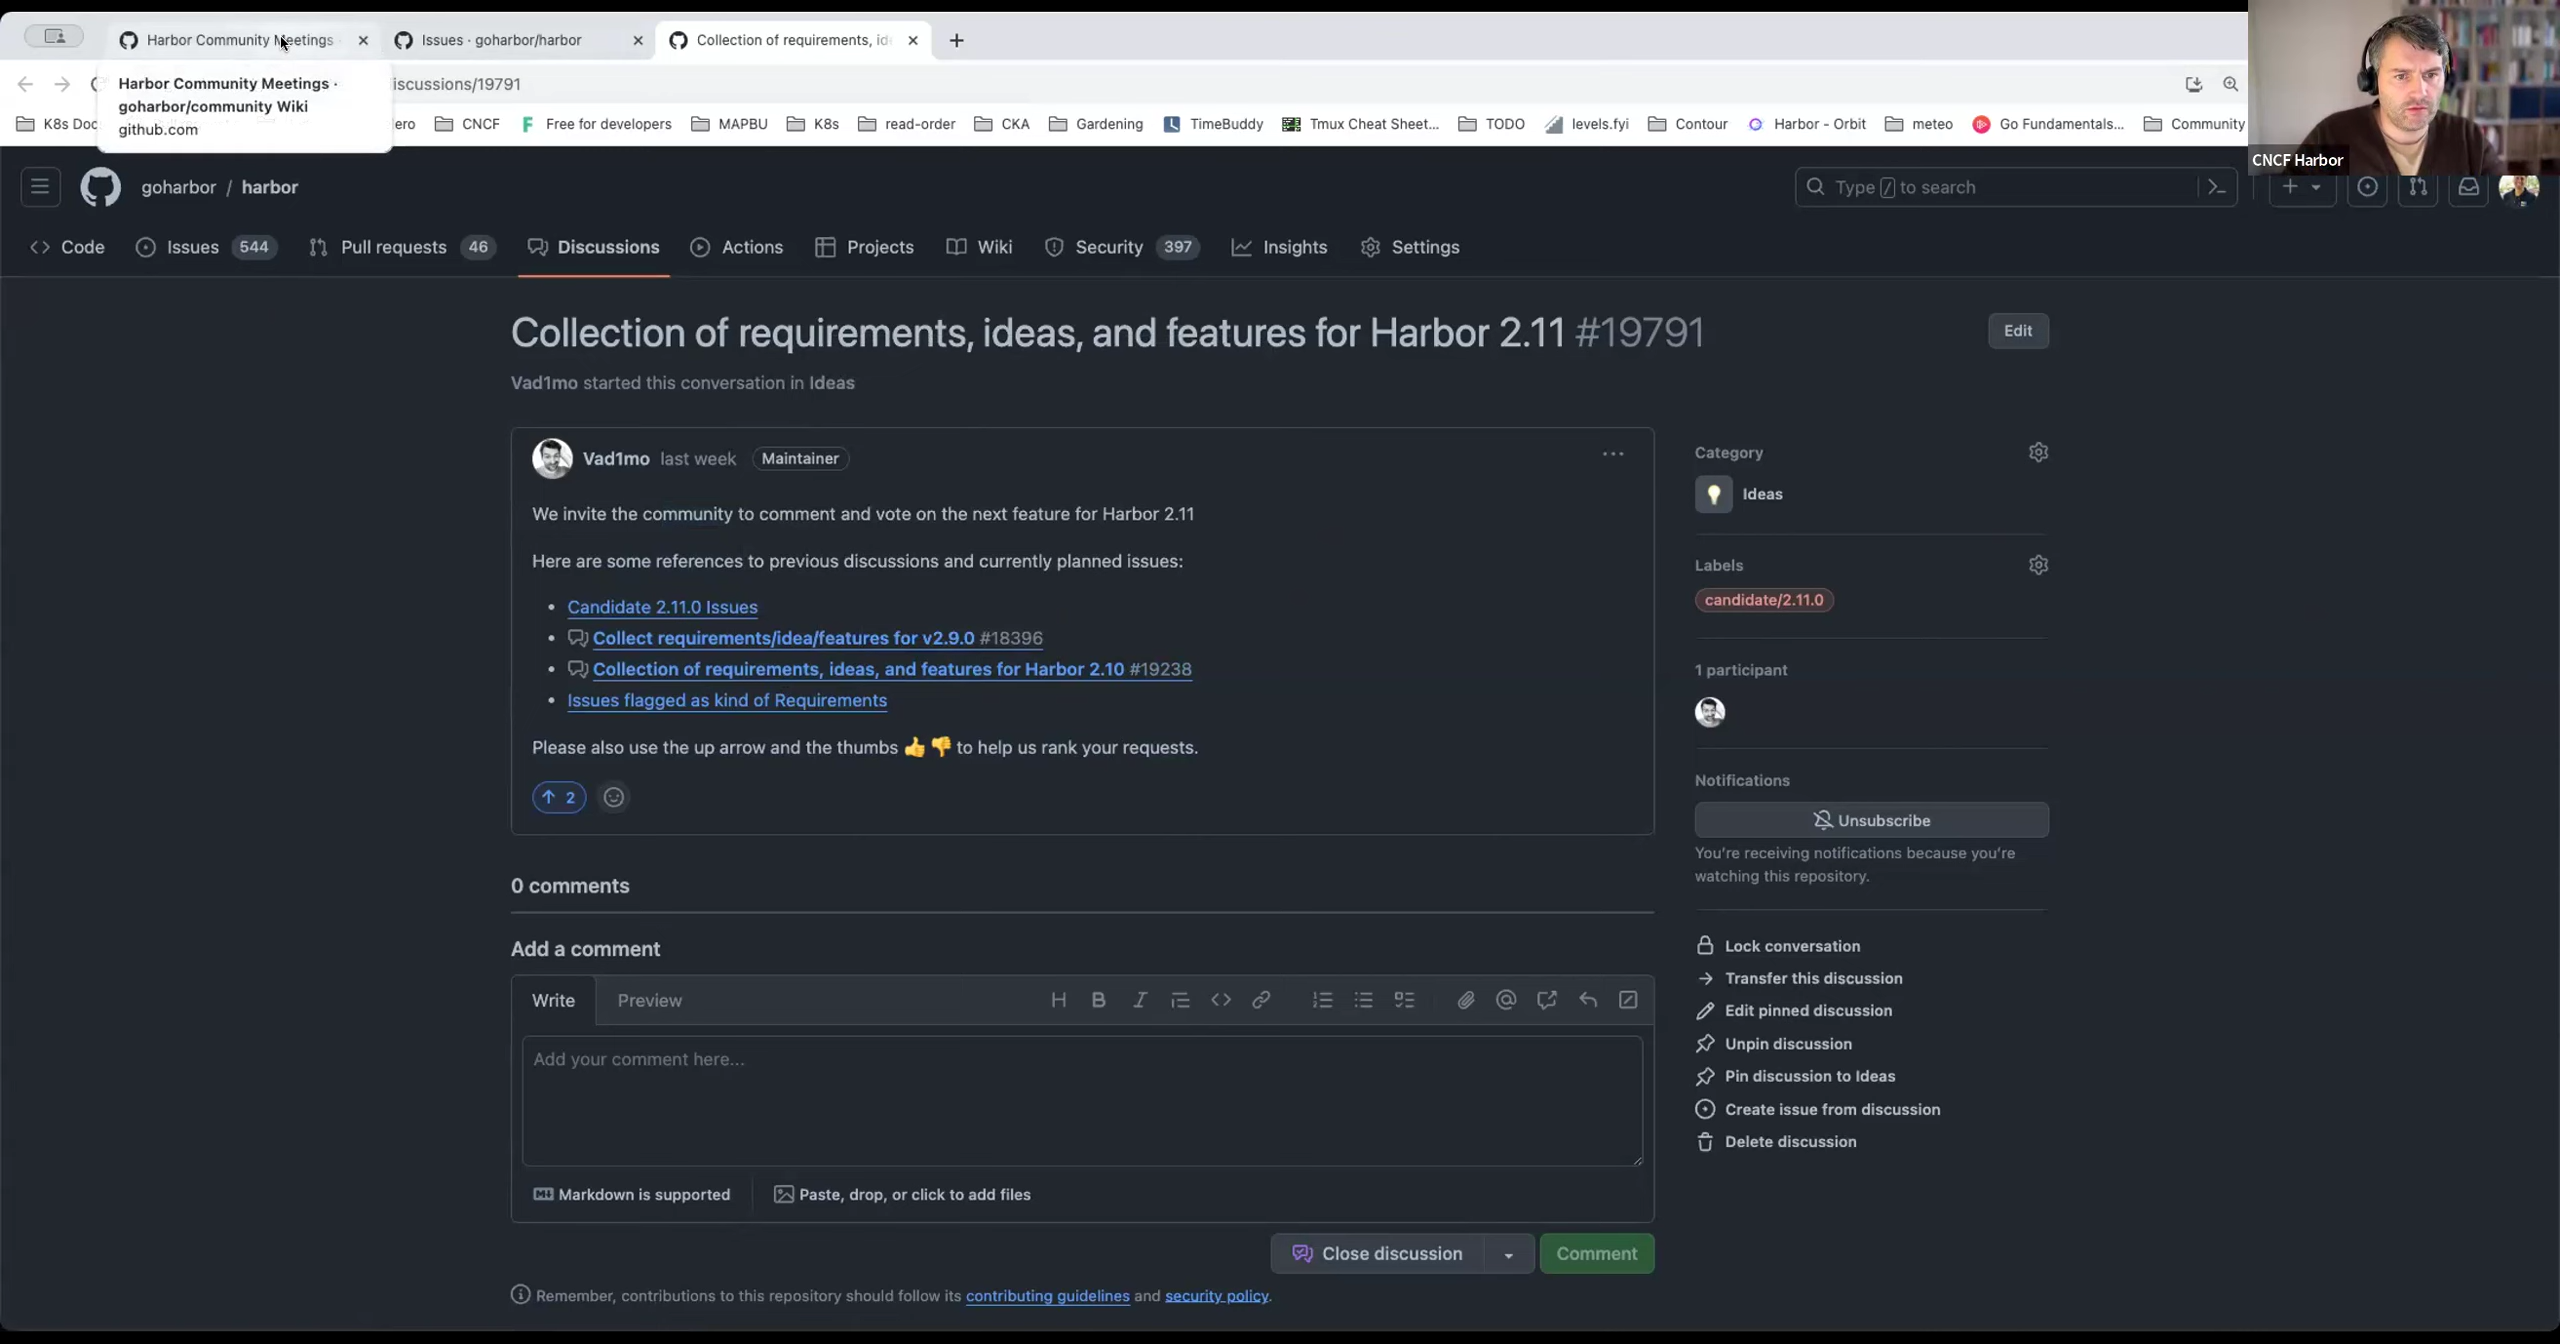 Harbor Community Meetings
Issues · goharbor/harbor
Collection of requirements, id
Harbor Community Meetings ·
goharbor/community Wiki
github.com
iscussions/19791
K8s Doc
ero
CNCF
Free for developers
MAPBU
K8s
read-order
CKA
Gardening
TimeBuddy
Tmux Cheat Sheet...
TODO
levels.fyi
Contour
Harbor - Orbit
meteo
Go Fundamentals...
Community
CNCF Harbor
goharbor / harbor
Type / to search
Code
Issues 544
Pull requests 46
Discussions
Actions
Projects
Wiki
Security 397
Insights
Settings
Collection of requirements, ideas, and features for Harbor 2.11 #19791
Edit
Vad1mo started this conversation in Ideas
Vad1mo last week Maintainer
We invite the community to comment and vote on the next feature for Harbor 2.11
Here are some references to previous discussions and currently planned issues:
• Candidate 2.11.0 Issues
• Collect requirements/idea/features for v2.9.0 #18396
• Collection of requirements, ideas, and features for Harbor 2.10 #19238
• Issues flagged as kind of Requirements
Please also use the up arrow and the thumbs 👍 👎 to help us rank your requests.
↑ 2
0 comments
Add a comment
Write
Preview
H B I
Add your comment here...
Markdown is supported
Paste, drop, or click to add files
Close discussion
Comment
Remember, contributions to this repository should follow its contributing guidelines and security policy.
Category
Ideas
Labels
candidate/2.11.0
1 participant
Notifications
Unsubscribe
You're receiving notifications because you're
watching this repository.
Lock conversation
Transfer this discussion
Edit pinned discussion
Unpin discussion
Pin discussion to Ideas
Create issue from discussion
Delete discussion